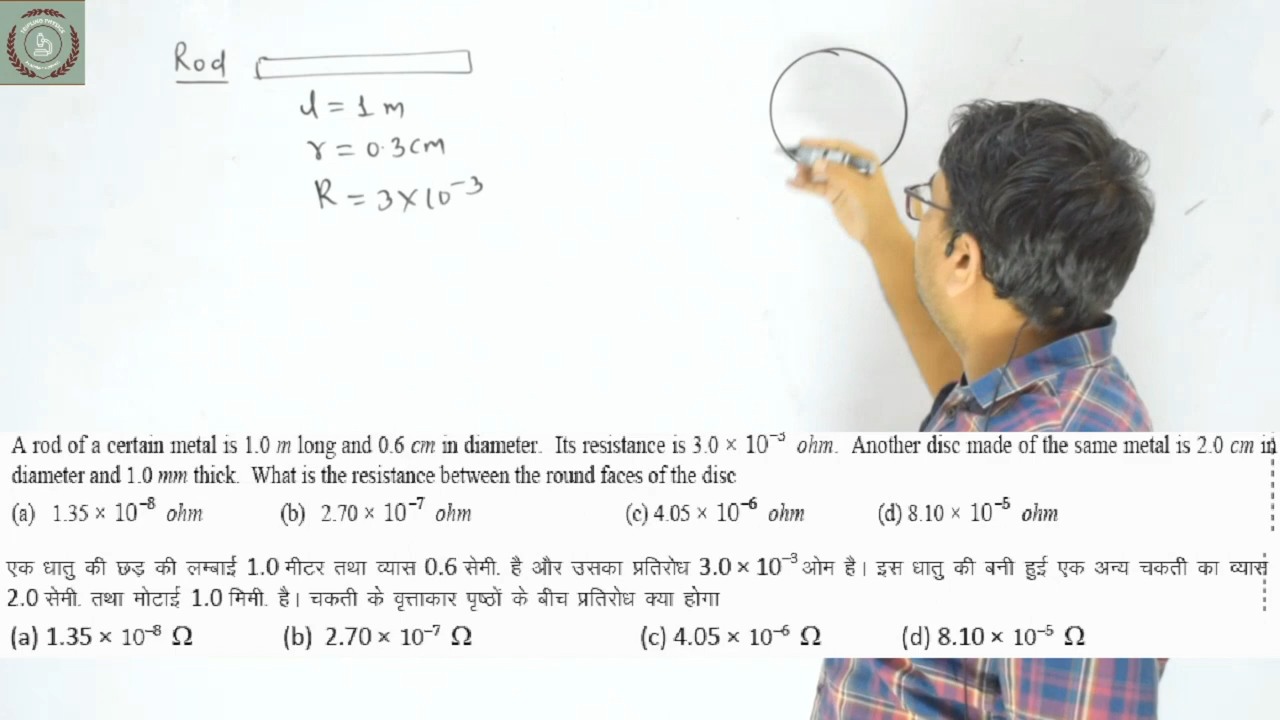 Rod
l = 1 m
r = 0.3 cm
R = 3×10⁻³
A rod of a certain metal is 1.0 m long and 0.6 cm in diameter. Its resistance is 3.0 × 10⁻³ ohm. Another disc made of the same metal is 2.0 cm in
diameter and 1.0 mm thick. What is the resistance between the round faces of the disc
(a) 1.35 × 10⁻⁸ ohm (b) 2.70 × 10⁻⁷ ohm (c) 4.05 × 10⁻⁶ ohm (d) 8.10 × 10⁻⁵ ohm
एक धातु की छड़ की लम्बाई 1.0 मीटर तथा व्यास 0.6 सेमी. है और उसका प्रतिरोध 3.0 × 10⁻³ ओम है। इस धातु की बनी हुई एक अन्य चकती का व्यास
2.0 सेमी. तथा मोटाई 1.0 मिमी. है। चकती के वृत्ताकार पृष्ठों के बीच प्रतिरोध क्या होगा
(a) 1.35 × 10⁻⁸ Ω (b) 2.70 × 10⁻⁷ Ω (c) 4.05 × 10⁻⁶ Ω (d) 8.10 × 10⁻⁵ Ω